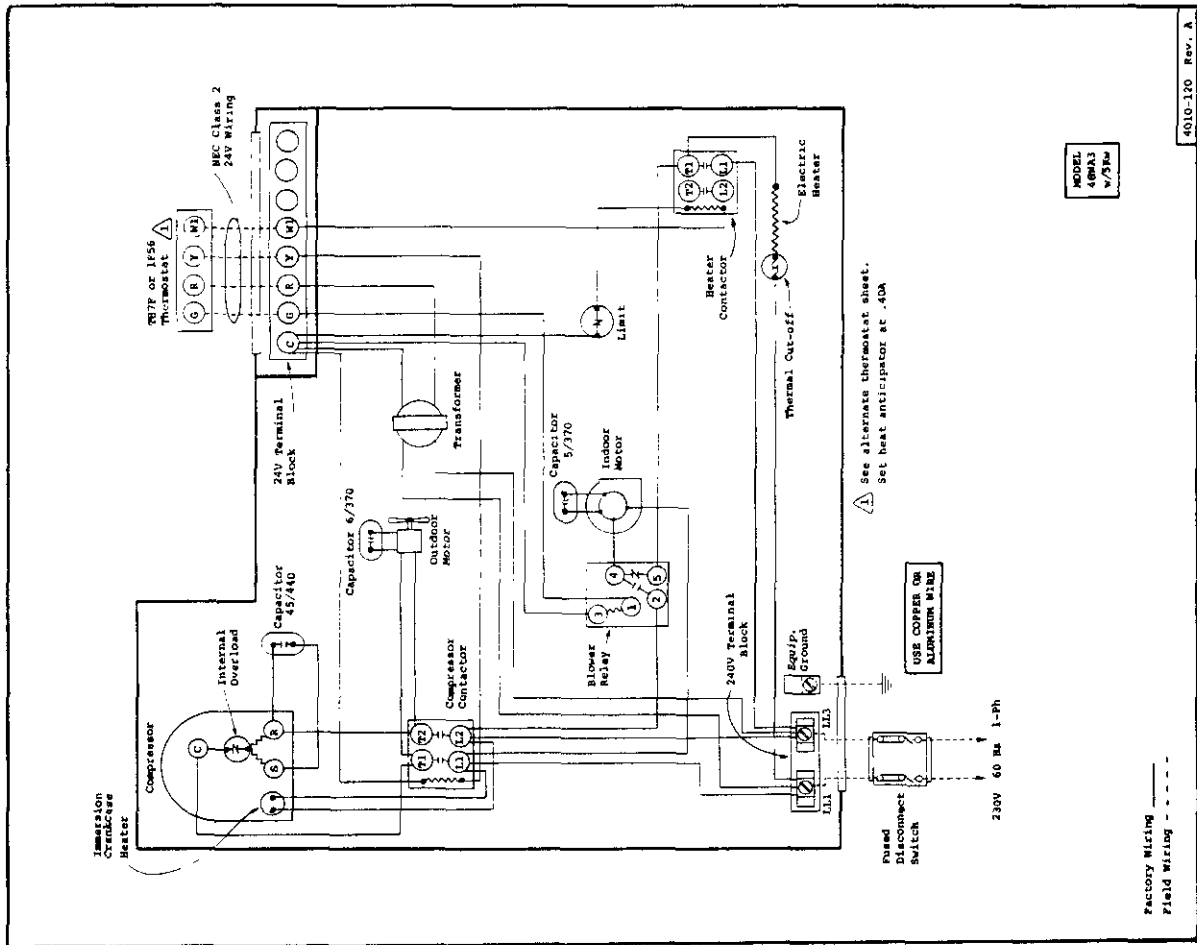 4010-120 Rev. A
MODEL
48WA3
w/5Kw
NEC Class 2
24V Wiring
T87F or 1F56
Thermostat
1
G
R
Y
W1
C
G
R
Y
W1
24V Terminal
Block
Transformer
Limit
Heater
Contactor
T1
T2
L1
L2
Electric
Heater
Thermal Cut-off
1 See alternate thermostat sheet.
Set heat anticipator at .40A
Capacitor
5/370
Indoor
Motor
Capacitor 6/370
Outdoor
Motor
Capacitor
45/440
Internal
Overload
Compressor
C
S
R
Immersion
Crankcase
Heater
Compressor
Contactor
T1
T2
L1
L2
Blower
Relay
3
1
4
2
5
240V Terminal
Block
Equip.
Ground
LL1
LL3
USE COPPER OR
ALUMINUM WIRE
Fused
Disconnect
Switch
230V 60 Hz 1-Ph
Factory Wiring
Field Wiring - - - - -